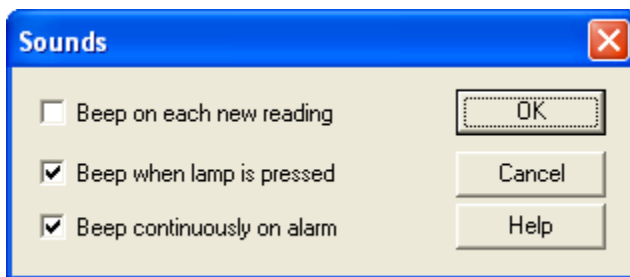 Sounds
Beep on each new reading
OK
Beep when lamp is pressed
Cancel
Beep continuously on alarm
Help